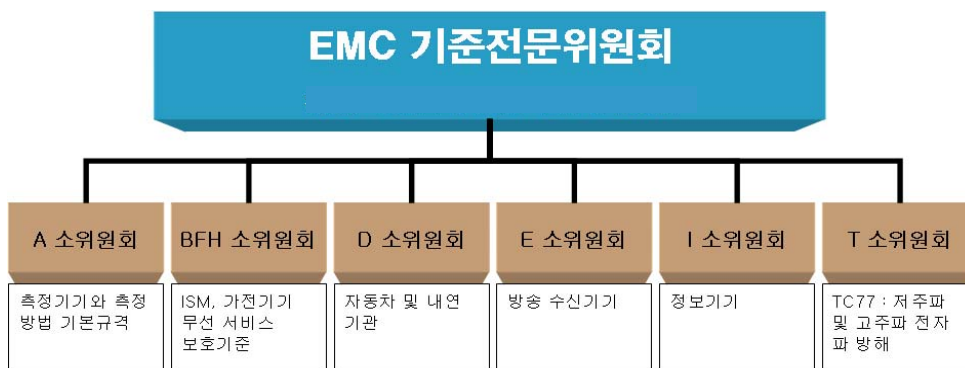 EMC 기준전문위원회
A 소위원회
BFH 소위원회
D 소위원회
E 소위원회
I 소위원회
T 소위원회
측정기기와 측정
방법 기본규격
ISM, 가전기기
무선 서비스
보호기준
자동차 및 내연
기관
방송 수신기기
정보기기
TC77 : 저주파
및 고주파 전자
파 방해